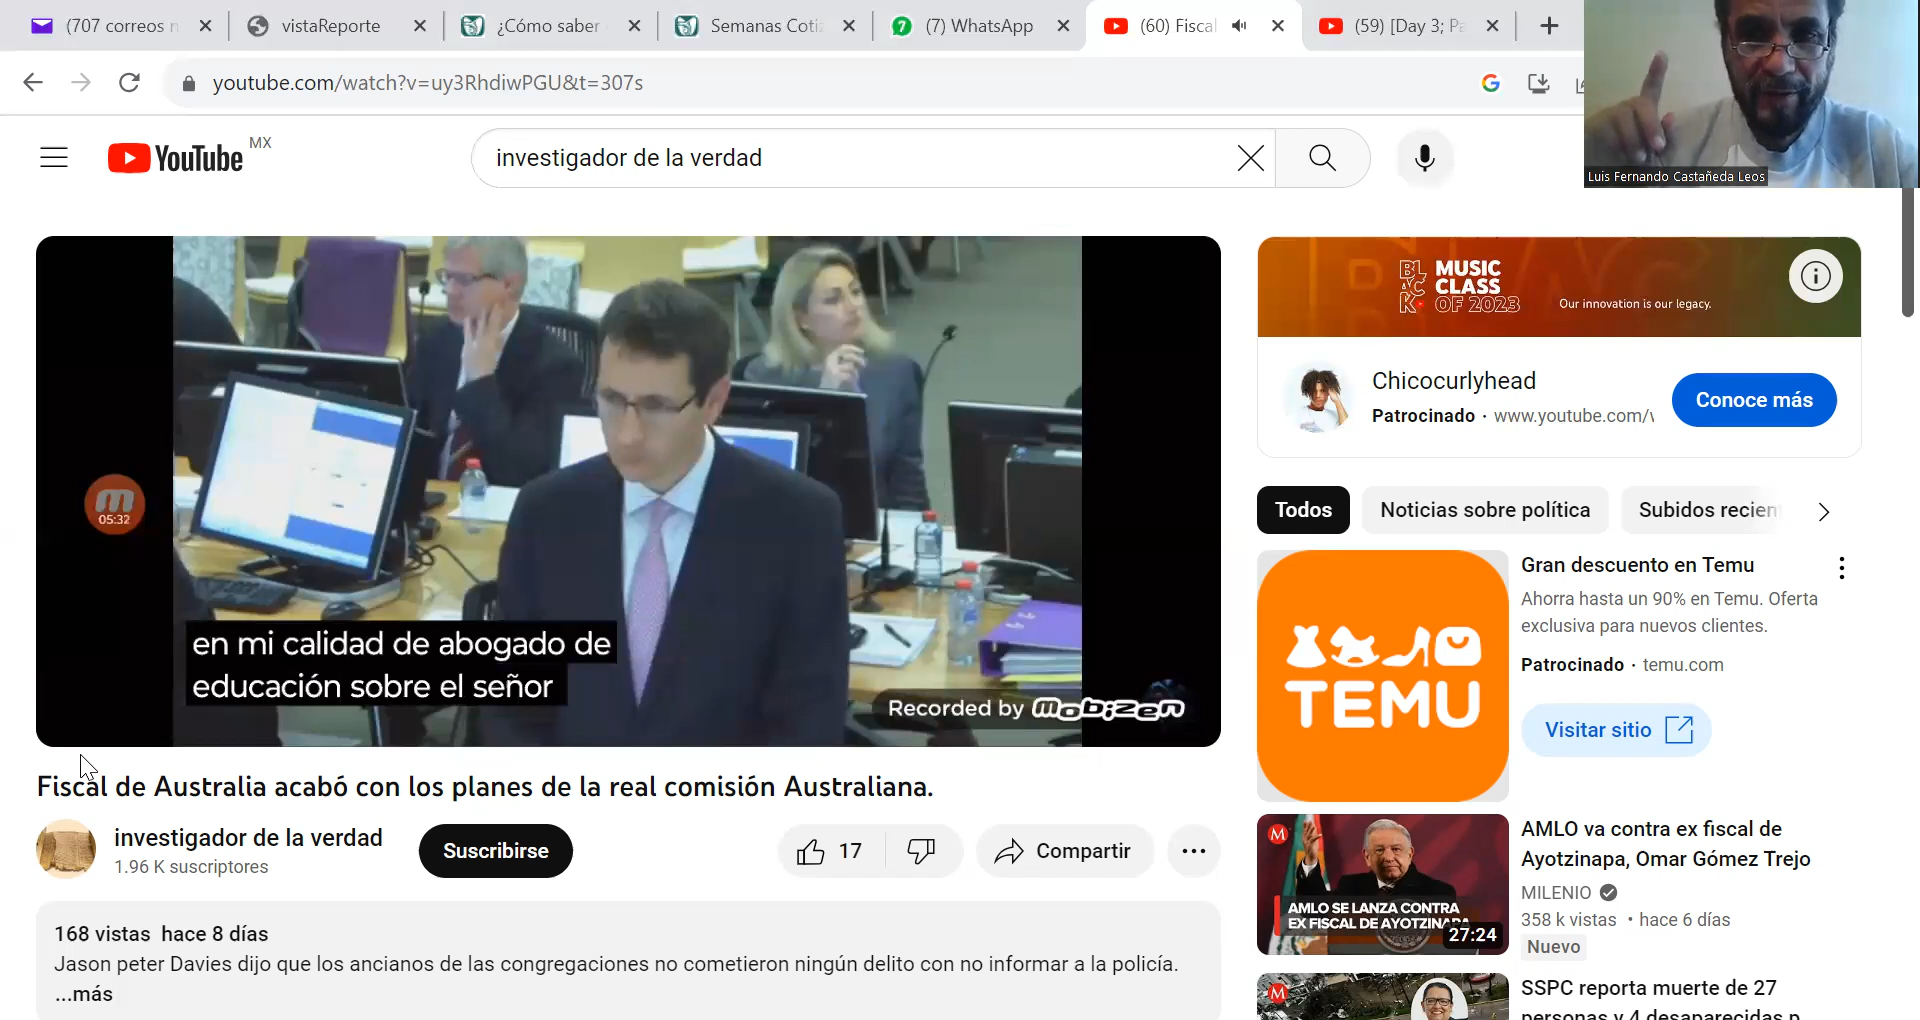 (707 correos n
vistaReporte
¿Cómo saber
Semanas Coti
(7) WhatsApp
(60) Fiscal
(59) [Day 3; Pa
youtube.com/watch?v=uy3RhdiwPGU&t=307s
YouTube MX
investigador de la verdad
Luis Fernando Castañeda Leos
05:32
en mi calidad de abogado de
educación sobre el señor
Recorded by Mobizen
Fiscal de Australia acabó con los planes de la real comisión Australiana.
investigador de la verdad
1.96 K suscriptores
Suscribirse
17
Compartir
168 vistas hace 8 días
Jason peter Davies dijo que los ancianos de las congregaciones no cometieron ningún delito con no informar a la policía.
...más
BLACK MUSIC
CLASS
OF 2023
Our innovation is our legacy.
Chicocurlyhead
Patrocinado · www.youtube.com/
Conoce más
Todos
Noticias sobre política
Subidos recien
TEMU
Gran descuento en Temu
Ahorra hasta un 90% en Temu. Oferta
exclusiva para nuevos clientes.
Patrocinado · temu.com
Visitar sitio
AMLO SE LANZA CONTRA
EX FISCAL DE AYOTZINAPA
27:24
AMLO va contra ex fiscal de
Ayotzinapa, Omar Gómez Trejo
MILENIO
358 k vistas · hace 6 días
Nuevo
SSPC reporta muerte de 27
personas y 4 desaparecidas p